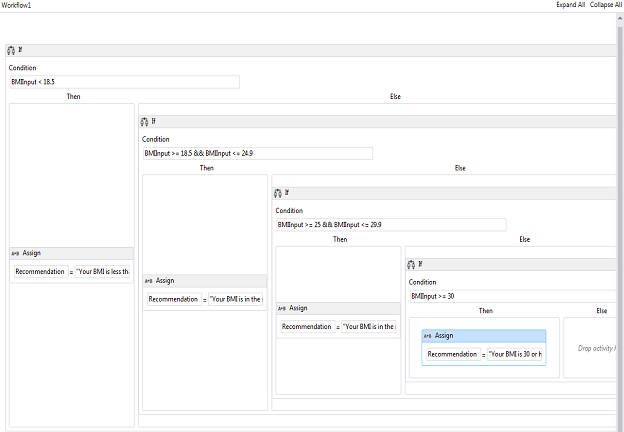 Workflow1
Expand All Collapse All
If
Condition
BMIInput < 18.5
Then
Else
If
Condition
BMIInput >= 18.5 && BMIInput <= 24.9
Then
Else
If
Condition
BMIInput >= 25 && BMIInput <= 29.9
Then
Else
If
Condition
BMIInput >= 30
Then
Else
A+B Assign
Recommendation = "Your BMI is less
A+B Assign
Recommendation = "Your BMI is in the
A+B Assign
Recommendation = "Your BMI is in the
A+B Assign
Recommendation = "Your BMI is 30 or
Drop activity